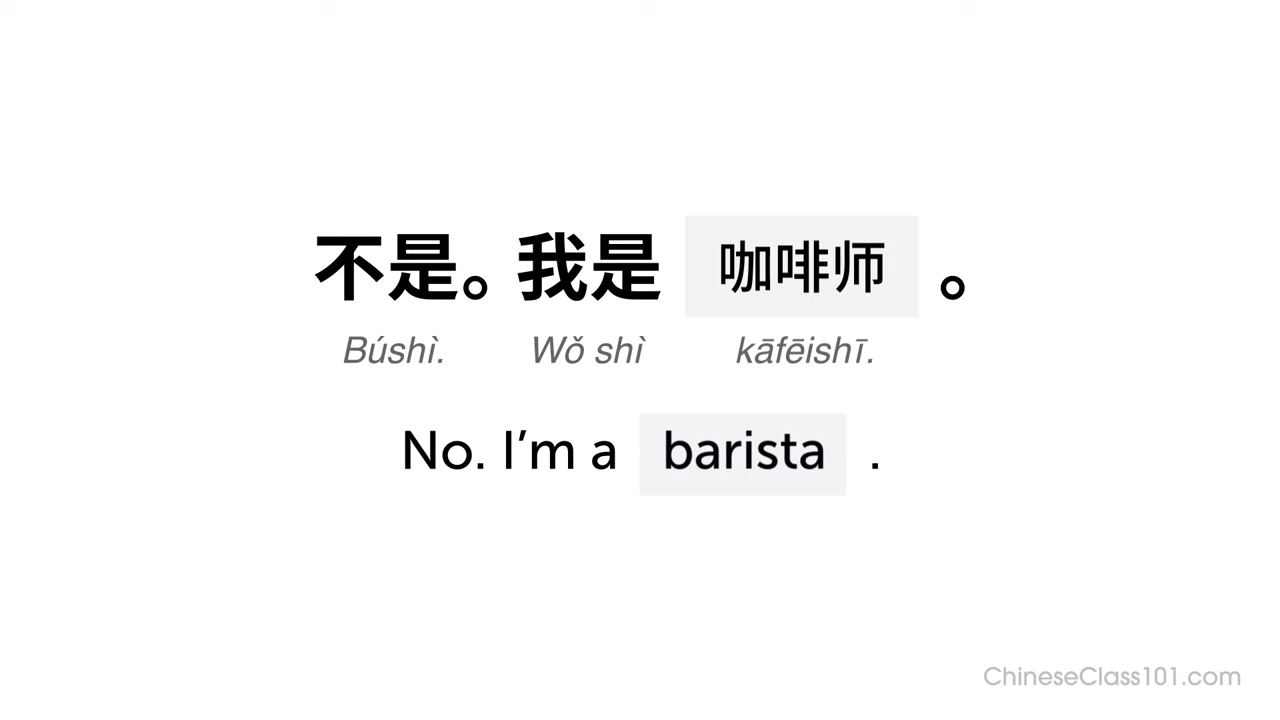 不是。我是 咖啡师 。
Búshì. Wǒ shì kāfēishī.
No. I’m a barista .
ChineseClass101.com